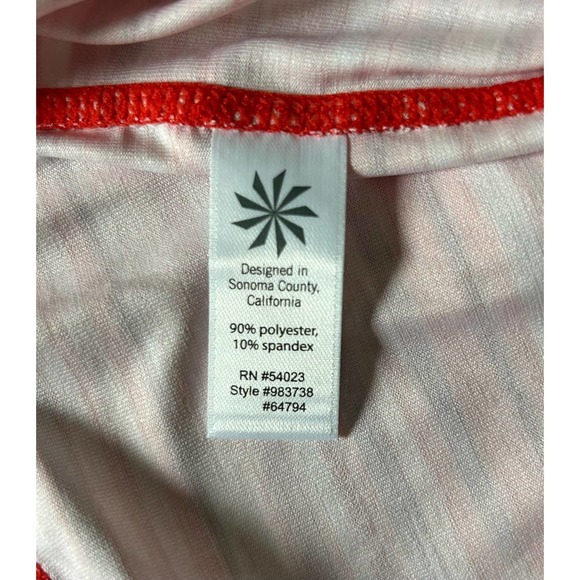 Designed in
Sonoma County,
California
90% polyester,
10% spandex
RN #54023
Style #983738
#64794